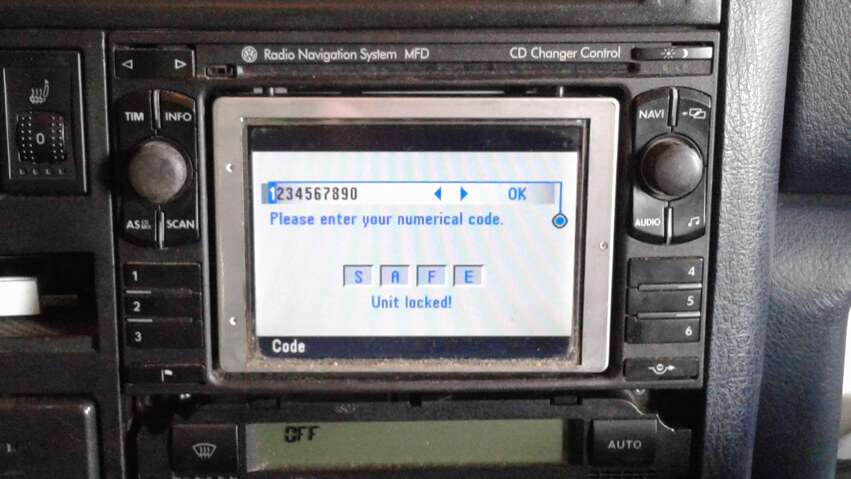 Radio Navigation System MFD
CD Changer Control
TIM
INFO
NAVI
0
1234567890
OK
Please enter your numerical code.
AS
SCAN
AUDIO
S A F E
Unit locked!
1
2
3
4
5
6
Code
OFF
AUTO